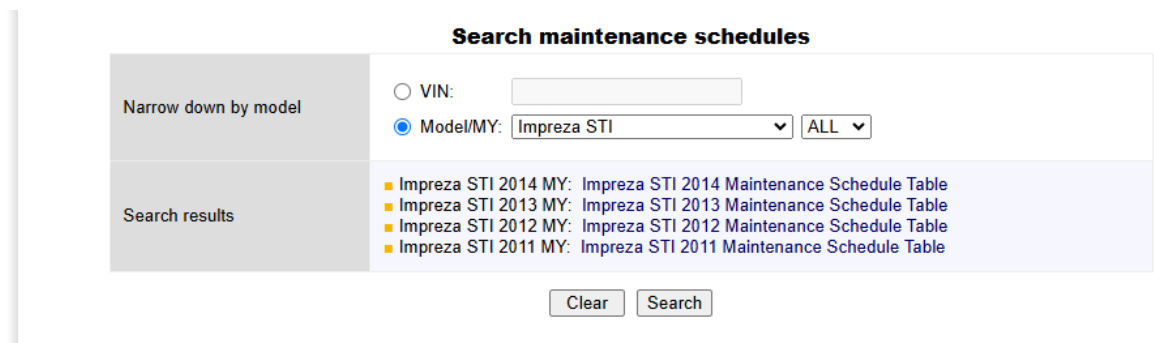 Search maintenance schedules
Narrow down by model
VIN:
Model/MY: Impreza STI ALL
Search results
Impreza STI 2014 MY: Impreza STI 2014 Maintenance Schedule Table
Impreza STI 2013 MY: Impreza STI 2013 Maintenance Schedule Table
Impreza STI 2012 MY: Impreza STI 2012 Maintenance Schedule Table
Impreza STI 2011 MY: Impreza STI 2011 Maintenance Schedule Table
Clear Search